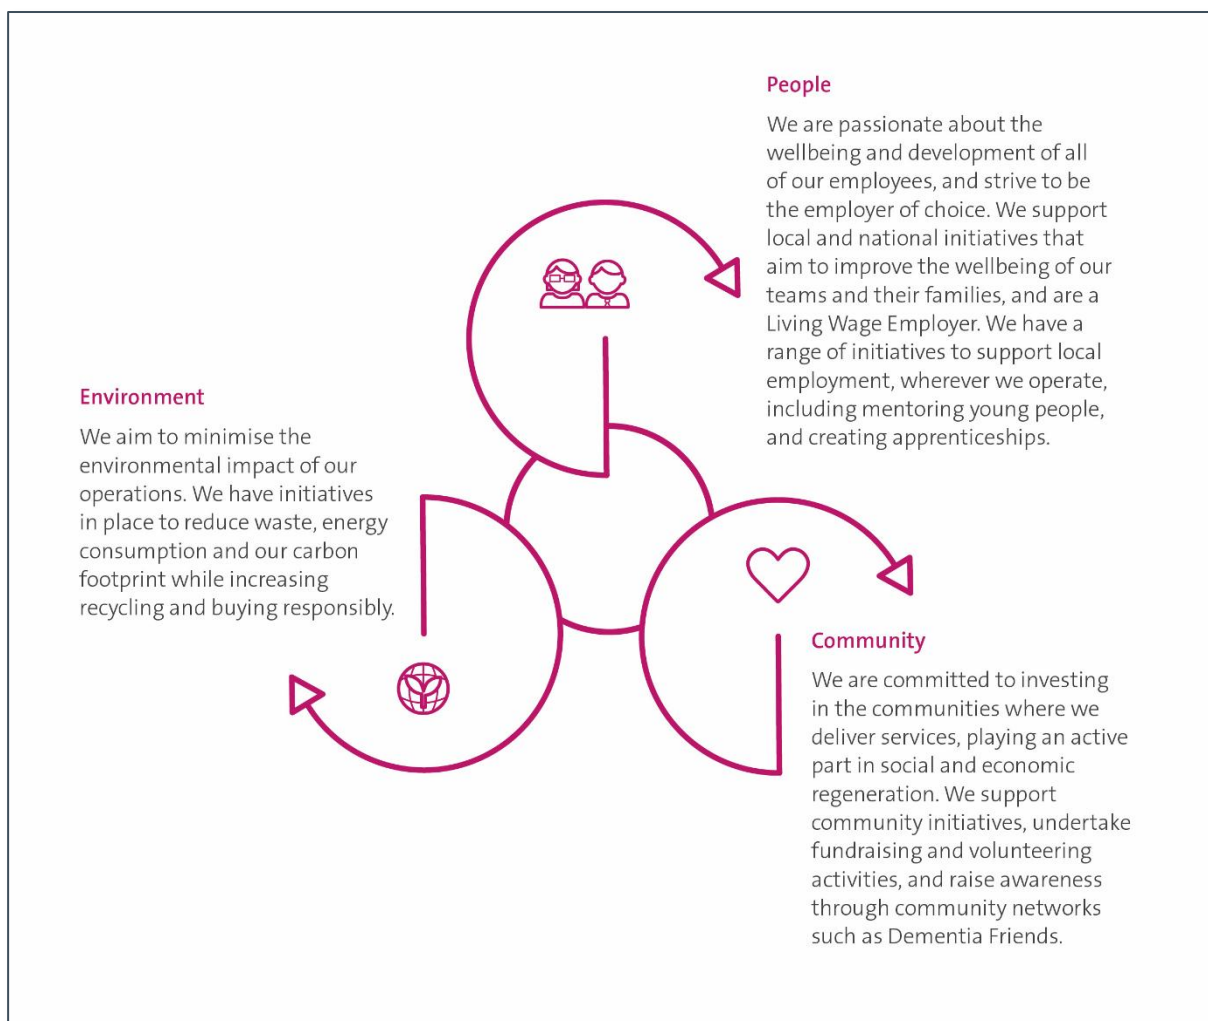 People
We are passionate about the
wellbeing and development of all
of our employees, and strive to be
the employer of choice. We support
local and national initiatives that
aim to improve the wellbeing of our
teams and their families, and are a
Living Wage Employer. We have a
range of initiatives to support local
employment, wherever we operate,
including mentoring young people,
and creating apprenticeships.
Environment
We aim to minimise the
environmental impact of our
operations. We have initiatives
in place to reduce waste, energy
consumption and our carbon
footprint while increasing
recycling and buying responsibly.
Community
We are committed to investing
in the communities where we
deliver services, playing an active
part in social and economic
regeneration. We support
community initiatives, undertake
fundraising and volunteering
activities, and raise awareness
through community networks
such as Dementia Friends.